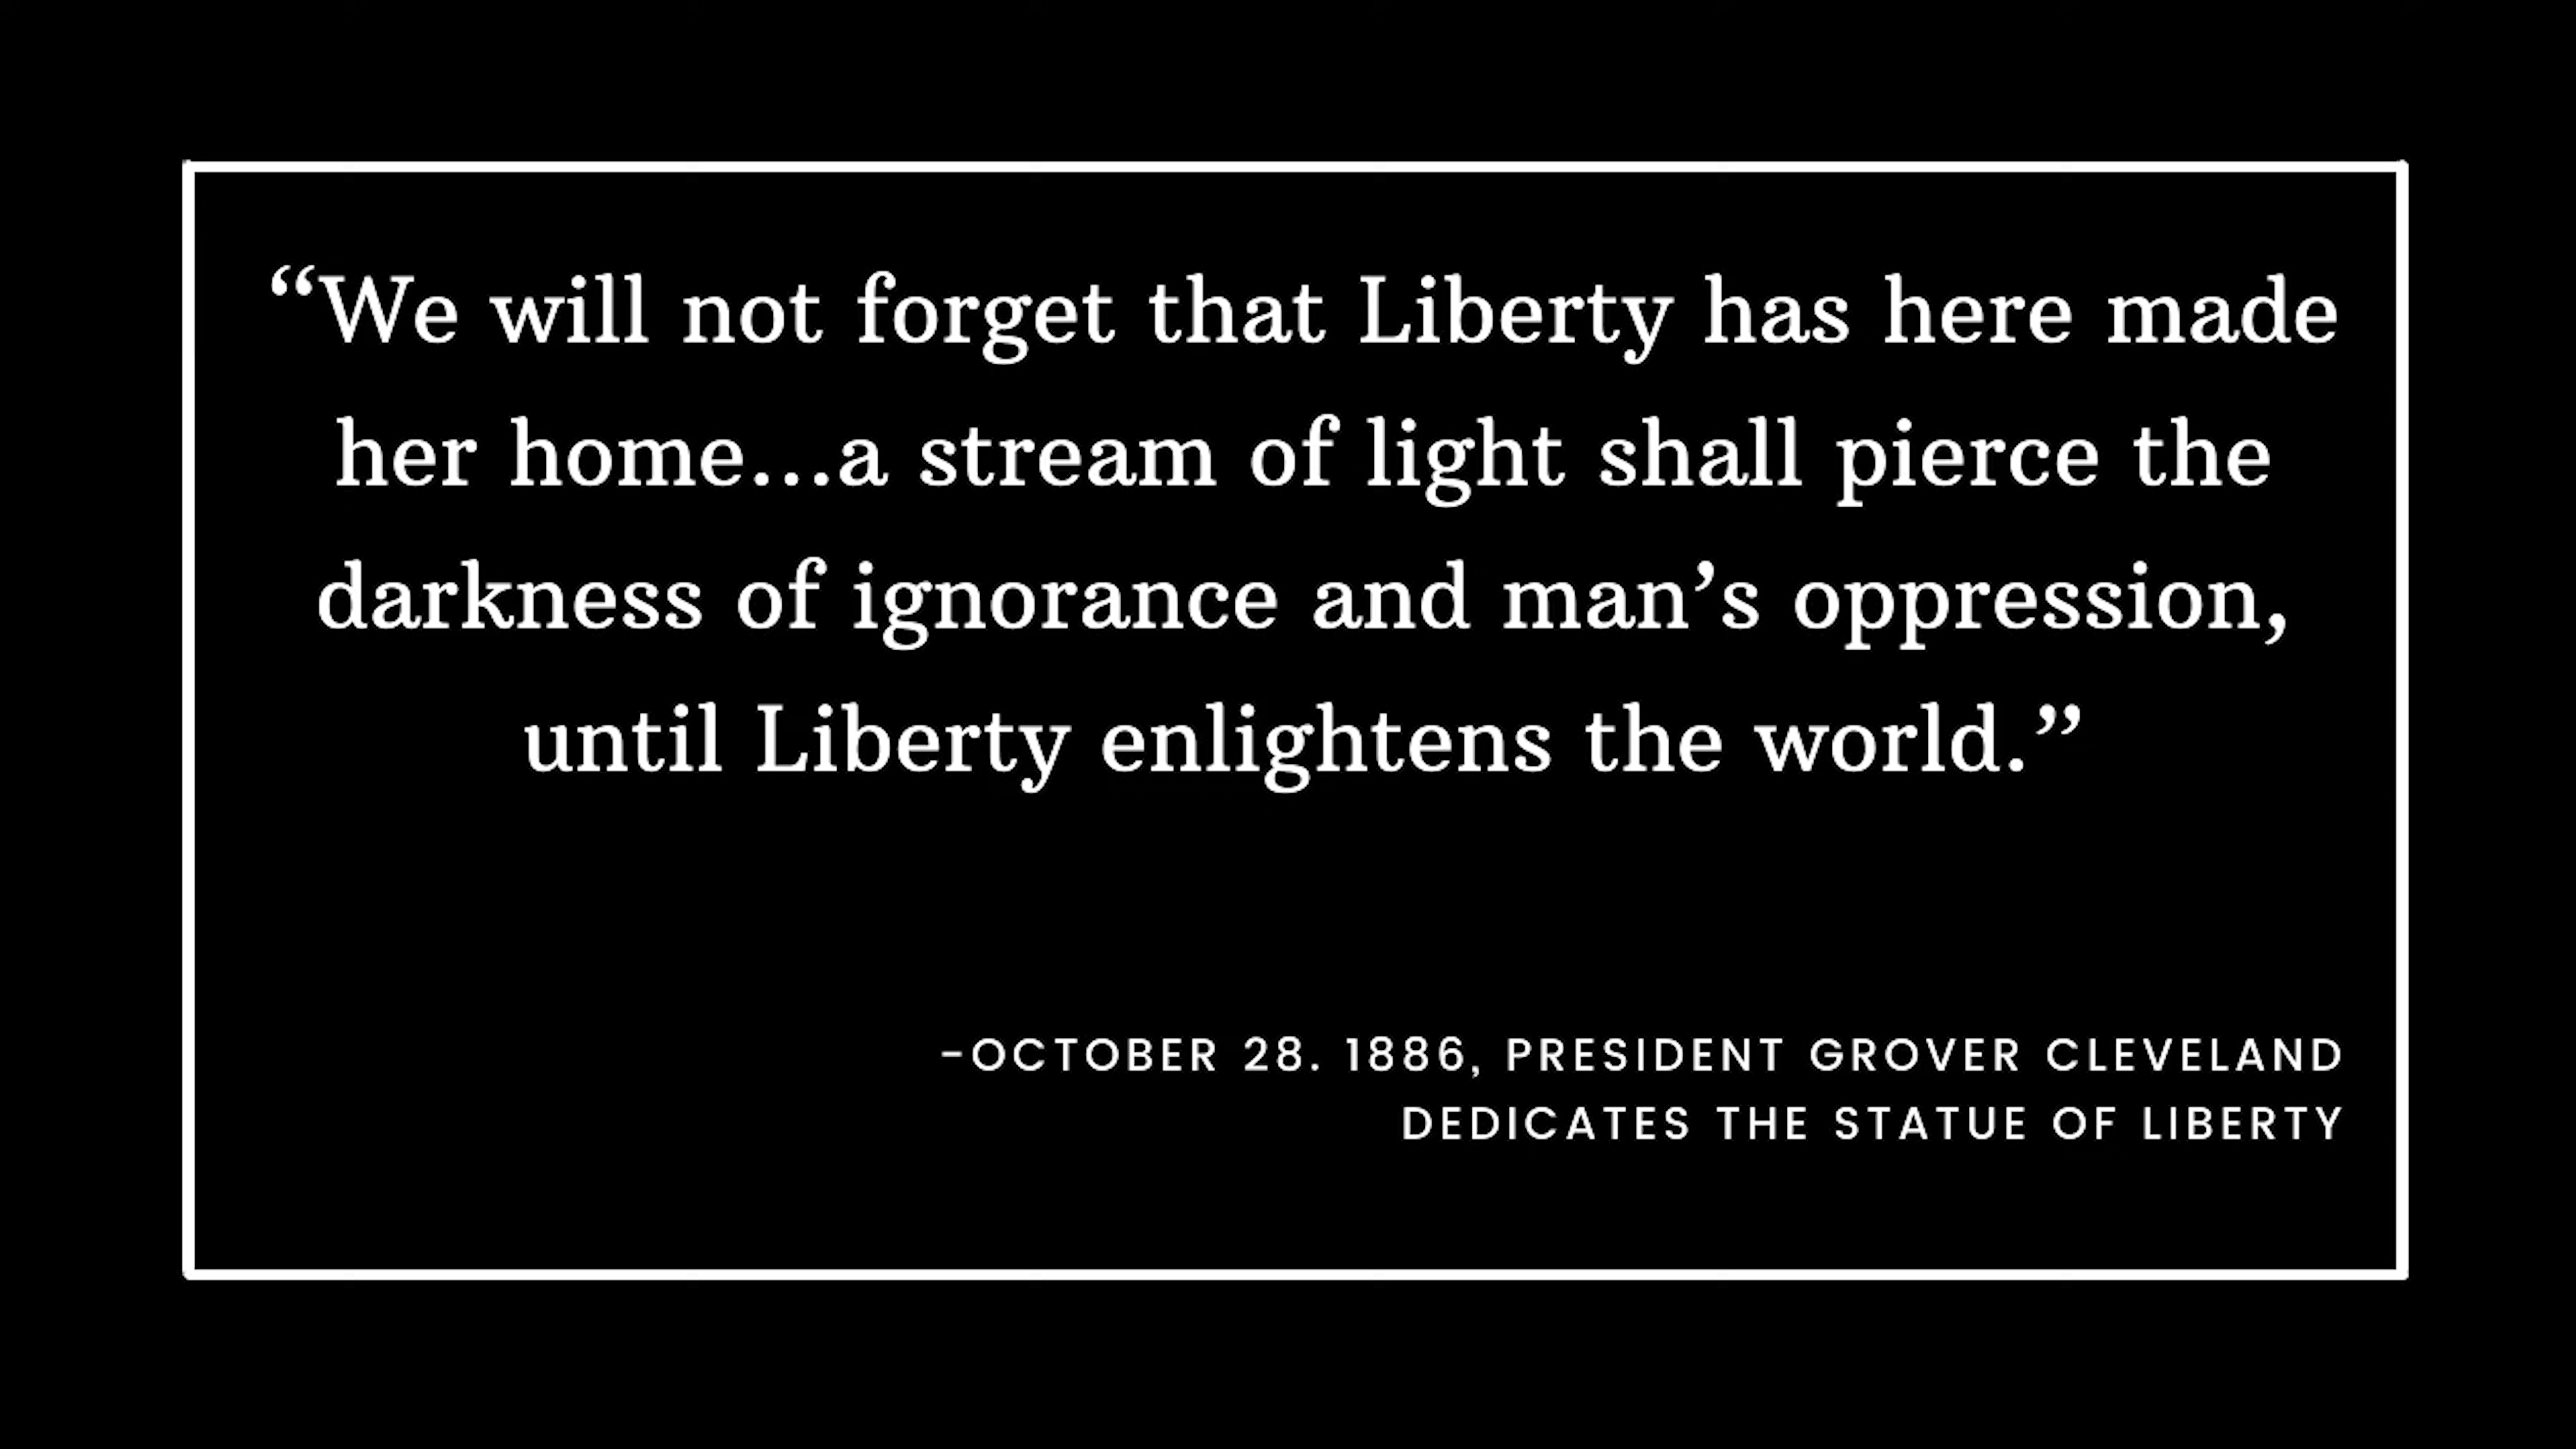 “We will not forget that Liberty has here made
her home...a stream of light shall pierce the
darkness of ignorance and man’s oppression,
until Liberty enlightens the world.”
-OCTOBER 28. 1886, PRESIDENT GROVER CLEVELAND
DEDICATES THE STATUE OF LIBERTY